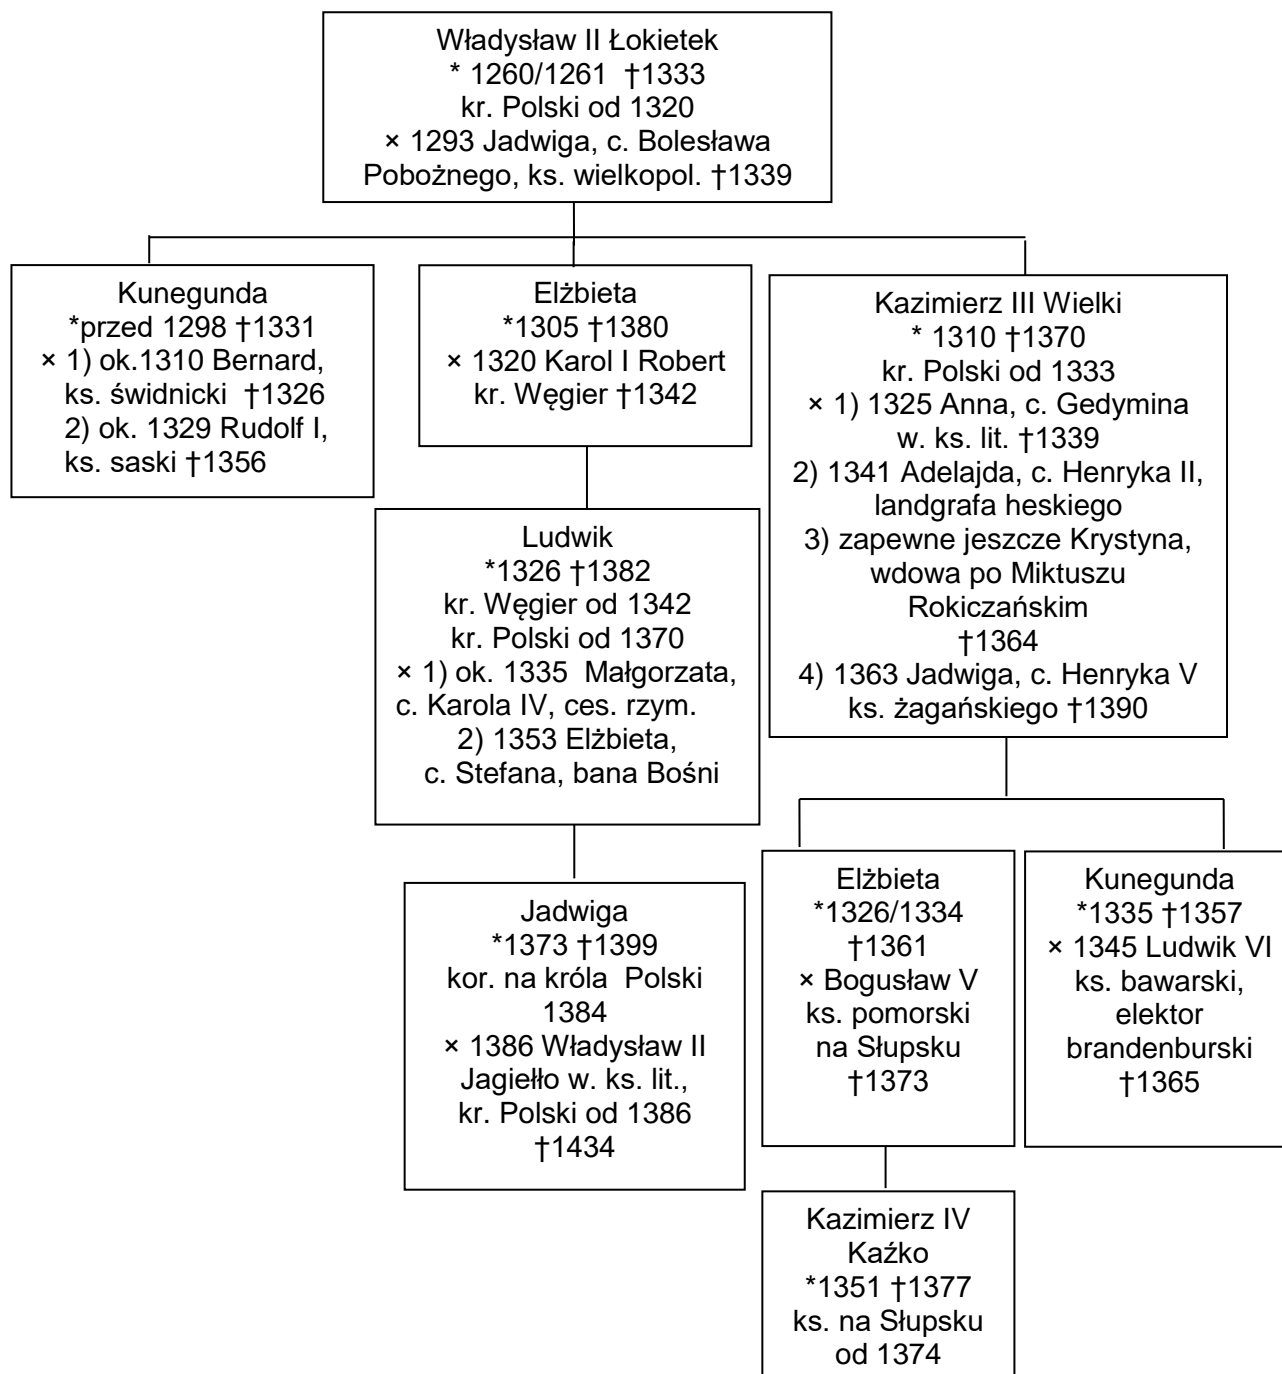 Władysław II Łokietek
* 1260/1261 †1333
kr. Polski od 1320
× 1293 Jadwiga, c. Bolesława
Pobożnego, ks. wielkopol. †1339
Kunegunda
*przed 1298 †1331
× 1) ok.1310 Bernard,
ks. świdnicki †1326
2) ok. 1329 Rudolf I,
ks. saski †1356
Elżbieta
*1305 †1380
× 1320 Karol I Robert
kr. Węgier †1342
Kazimierz III Wielki
* 1310 †1370
kr. Polski od 1333
× 1) 1325 Anna, c. Gedymina
w. ks. lit. †1339
2) 1341 Adelajda, c. Henryka II,
landgrafa heskiego
3) zapewne jeszcze Krystyna,
wdowa po Miktuszu
Rokiczańskim
†1364
4) 1363 Jadwiga, c. Henryka V
ks. żagańskiego †1390
Ludwik
*1326 †1382
kr. Węgier od 1342
kr. Polski od 1370
× 1) ok. 1335 Małgorzata,
c. Karola IV, ces. rzym.
2) 1353 Elżbieta,
c. Stefana, bana Bośni
Jadwiga
*1373 †1399
kor. na króla Polski
1384
× 1386 Władysław II
Jagiełło w. ks. lit.,
kr. Polski od 1386
†1434
Elżbieta
*1326/1334
†1361
× Bogusław V
ks. pomorski
na Słupsku
†1373
Kunegunda
*1335 †1357
× 1345 Ludwik VI
ks. bawarski,
elektor
brandenburski
†1365
Kazimierz IV
Kaźko
*1351 †1377
ks. na Słupsku
od 1374